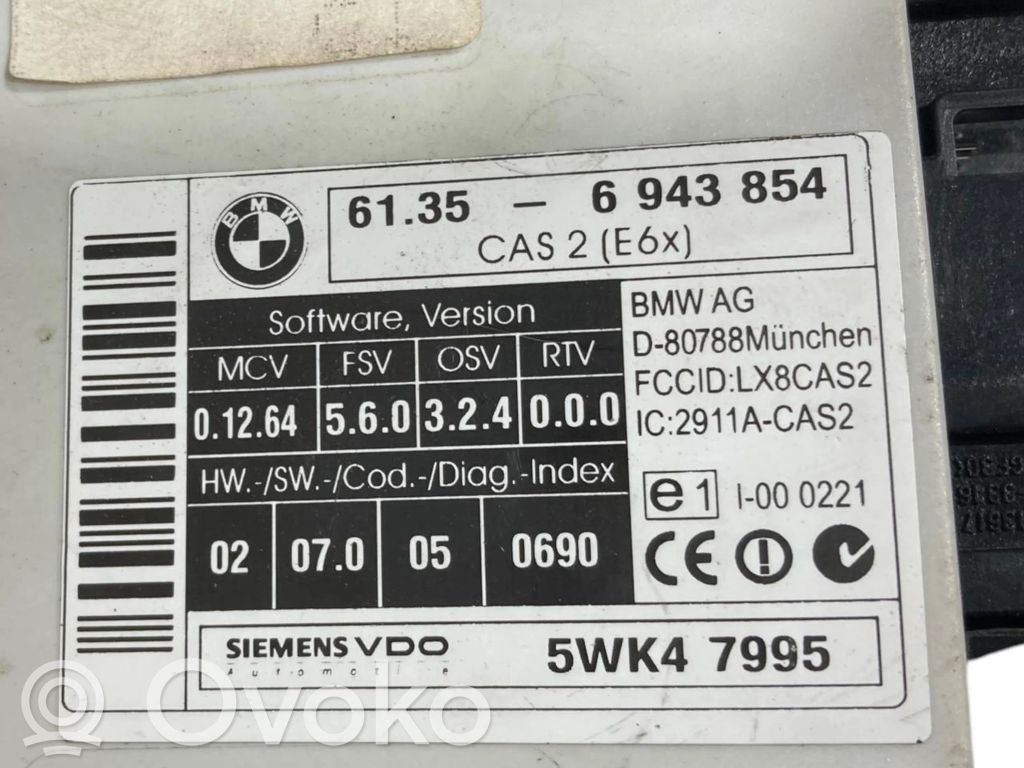 BMW
61.35 – 6 943 854
CAS 2 (E6x)
Software, Version
MCV FSV OSV RTV
0.12.64 5.6.0 3.2.4 0.0.0
HW.-/SW.-/Cod.-/Diag.-Index
02 07.0 05 0690
BMW AG
D-80788München
FCCID:LX8CAS2
IC:2911A-CAS2
e1 I-00 0221
CE
SIEMENS VDO
Automotive
5WK4 7995
Ovoko